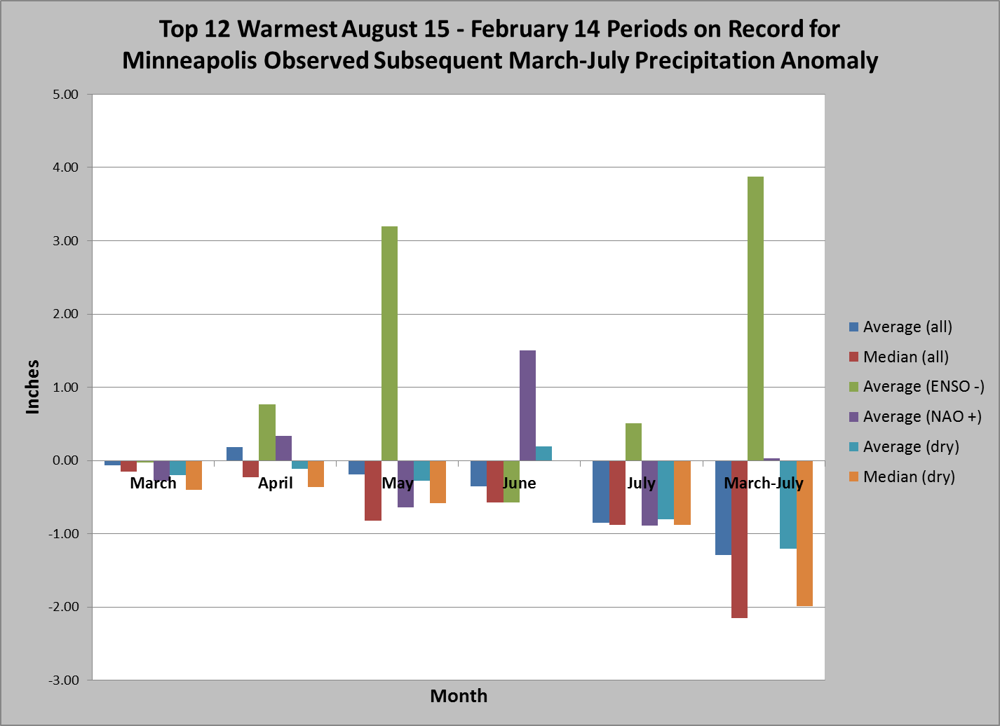 Top 12 Warmest August 15 - February 14 Periods on Record for
Minneapolis Observed Subsequent March-July Precipitation Anomaly
5.00
4.00
3.00
2.00
1.00
0.00
-1.00
-2.00
-3.00
Inches
March
April
May
June
July
March-July
Month
Average (all)
Median (all)
Average (ENSO -)
Average (NAO +)
Average (dry)
Median (dry)